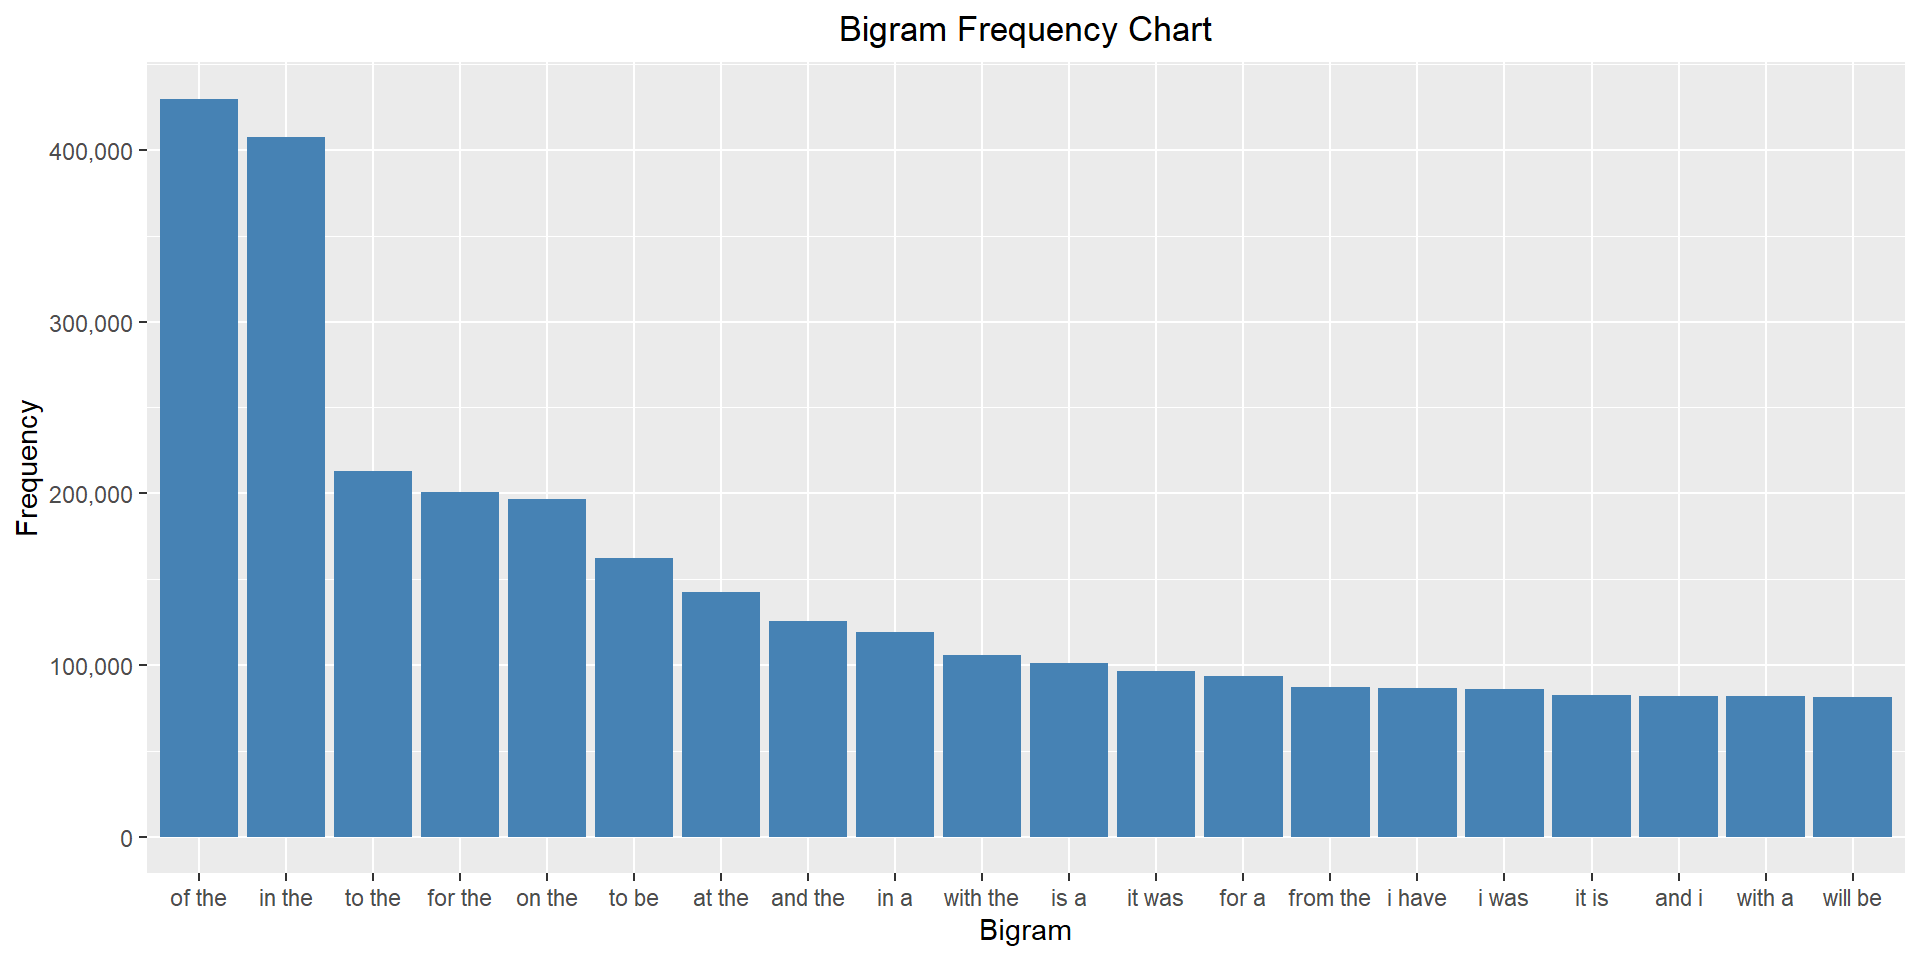 Bigram Frequency Chart
Frequency
400,000
300,000
200,000
100,000
0
of the in the to the for the on the to be at the and the in a with the is a it was for a from the i have i was it is and i with a will be
Bigram